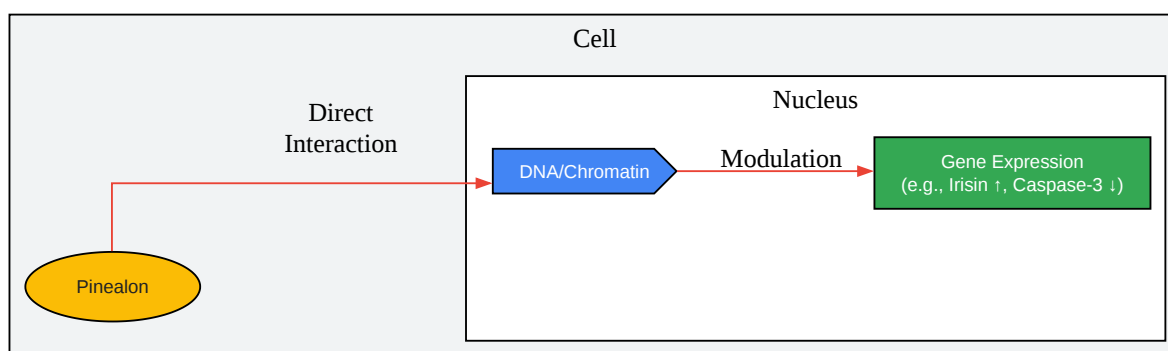 Cell
Nucleus
Direct
Interaction
DNA/Chromatin
Modulation
Gene Expression
(e.g., Irisin ↑, Caspase-3 ↓)
Pinealon